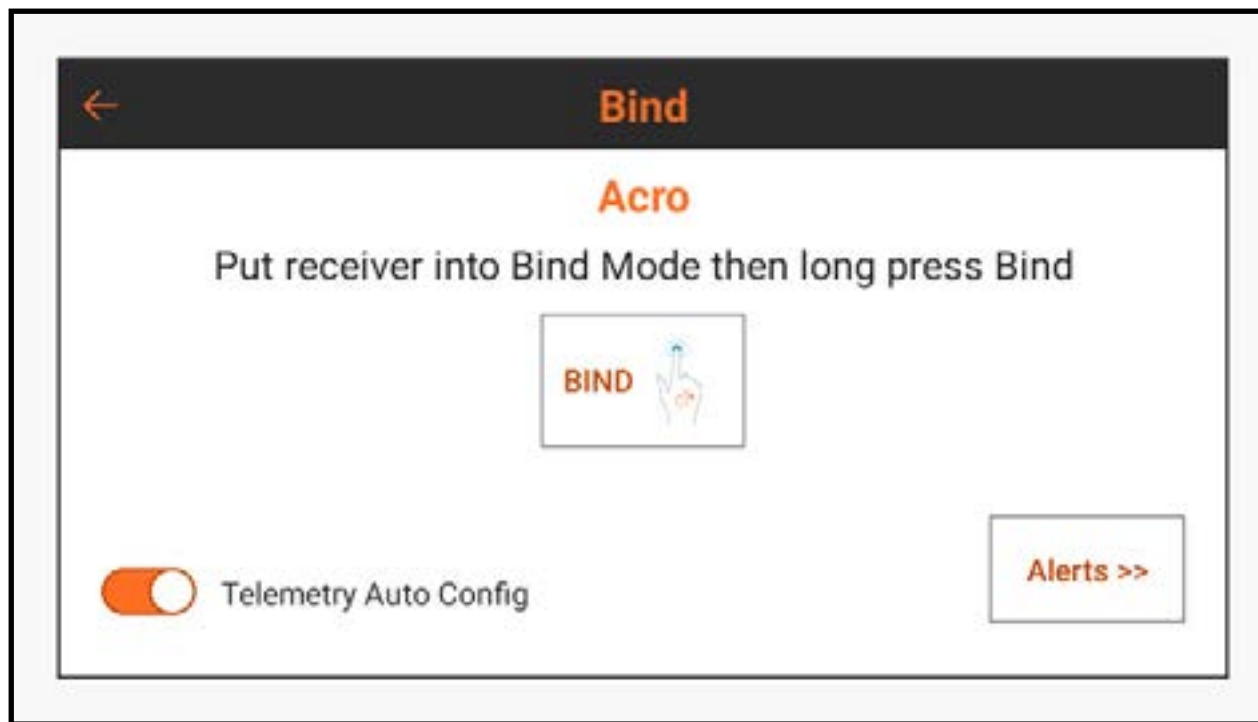 Bind
Acro
Put receiver into Bind Mode then long press Bind
BIND
Telemetry Auto Config
Alerts >>